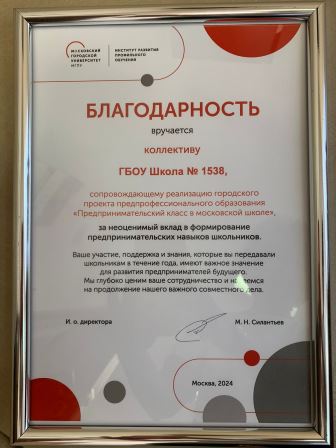 МОСКОВСКИЙ
ГОРОДСКОЙ
УНИВЕРСИТЕТ
МГПУ
ИНСТИТУТ РАЗВИТИЯ
ПРОФИЛЬНОГО
ОБУЧЕНИЯ
БЛАГОДАРНОСТЬ
вручается
коллективу
ГБОУ Школа № 1538,
сопровождающему реализацию городского
проекта предпрофессионального образования
«Предпринимательский класс в московской школе»,
за неоценимый вклад в формирование
предпринимательских навыков школьников.
Ваше участие, поддержка и знания, которые вы передавали
школьникам в течение года, имеют важное значение
для развития предпринимателей будущего.
Мы глубоко ценим ваше сотрудничество и надеемся
на продолжение нашего важного совместного дела.
И. о. директора
М. Н. Силантьев
Москва, 2024